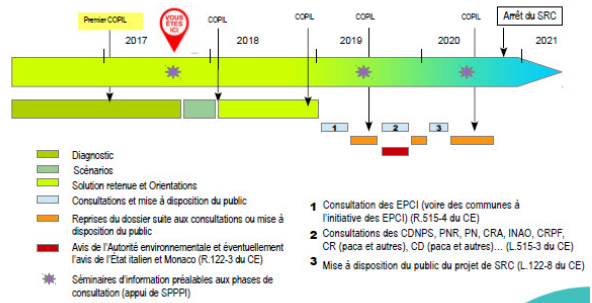 Premier COPIL
VOUS
ÊTES
ICI
COPIL
COPIL
COPIL
COPIL
Arrêt du SRC
2017
2018
2019
2020
2021
1
2
3
Diagnostic
Scénarios
Solution retenue et Orientations
Consultations et mise à disposition du public
Reprises du dossier suite aux consultations ou mise à
disposition du public
Avis de l'Autorité environnementale et éventuellement
l'avis de l'État italien et Monaco (R.122-3 du CE)
Séminaires d'information préalables aux phases de
consultation (appui de SPPPI)
1 Consultation des EPCI (voire des communes à
l'initiative des EPCI) (R.515-4 du CE)
2 Consultations des CDNPS, PNR, PN, CRA, INAO, CRPF,
CR (paca et autres), CD (paca et autres)... (L.515-3 du CE)
3 Mise à disposition du public du projet de SRC (L.122-8 du CE)